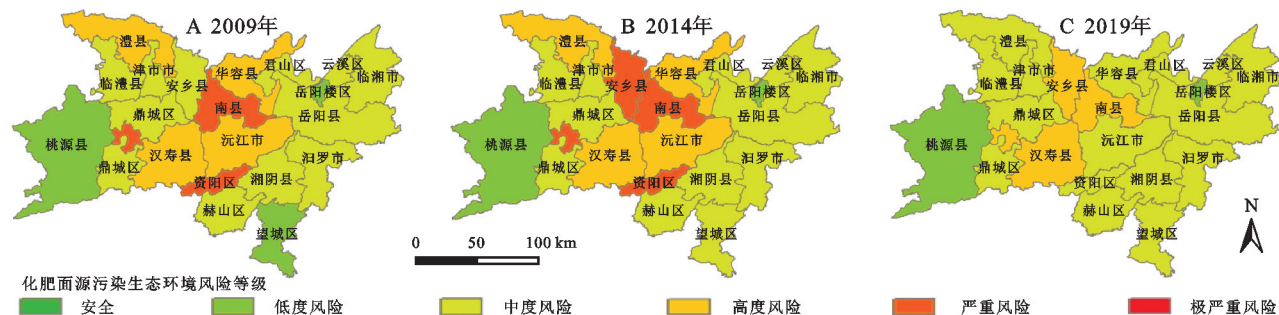 A 2009年
澧县
津市市
临澧县
安乡县
华容县
君山区
云溪区
临湘市
岳阳楼区
岳阳县
南县
鼎城区
桃源县
汉寿县
沅江市
汨罗市
鼎城区
资阳区
湘阴县
赫山区
望城区
B 2014年
澧县
津市市
临澧县
安乡县
华容县
君山区
云溪区
临湘市
岳阳楼区
岳阳县
南县
鼎城区
桃源县
汉寿县
沅江市
汨罗市
鼎城区
资阳区
湘阴县
赫山区
望城区
0 50 100 km
C 2019年
澧县
津市市
临澧县
安乡县
华容县
君山区
云溪区
临湘市
岳阳楼区
岳阳县
南县
鼎城区
桃源县
汉寿县
沅江市
汨罗市
鼎城区
资阳区
湘阴县
赫山区
望城区
N
化肥面源污染生态环境风险等级
安全 低度风险 中度风险 高度风险 严重风险 极严重风险